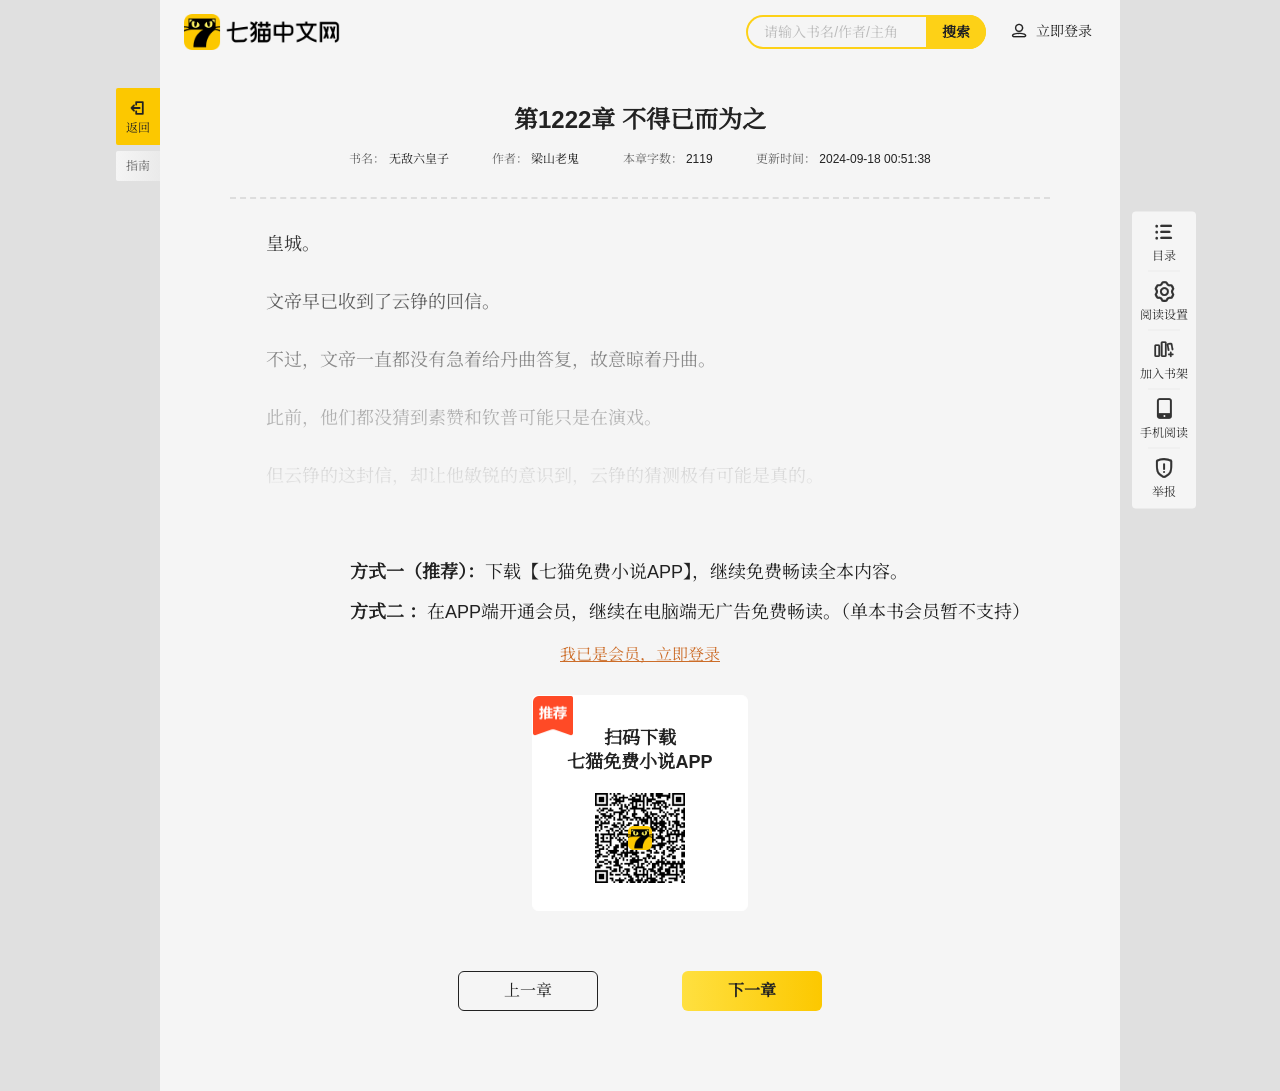 七猫中文网
请输入书名/作者/主角
搜索
立即登录
返回
指南
第1222章 不得已而为之
书名： 无敌六皇子 作者： 梁山老鬼 本章字数： 2119 更新时间： 2024-09-18 00:51:38
皇城。
文帝早已收到了云铮的回信。
不过，文帝一直都没有急着给丹曲答复，故意晾着丹曲。
此前，他们都没猜到素赞和钦普可能只是在演戏。
但云铮的这封信，却让他敏锐的意识到，云铮的猜测极有可能是真的。
目录
阅读设置
加入书架
手机阅读
举报
方式一（推荐）：下载【七猫免费小说APP】，继续免费畅读全本内容。
方式二 ：在APP端开通会员，继续在电脑端无广告免费畅读。（单本书会员暂不支持）
我已是会员，立即登录
推荐
扫码下载
七猫免费小说APP
上一章
下一章